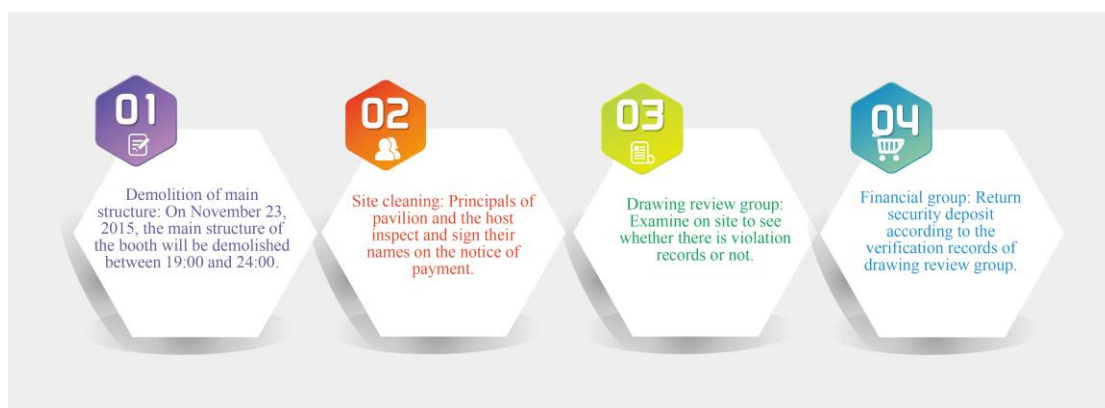 01
Demolition of main
structure: On November 23,
2015, the main structure of
the booth will be demolished
between 19:00 and 24:00.
02
Site cleaning: Principals of
pavilion and the host
inspect and sign their
names on the notice of
payment.
03
Drawing review group:
Examine on site to see
whether there is violation
records or not.
04
Financial group: Return
security deposit
according to the
verification records of
drawing review group.